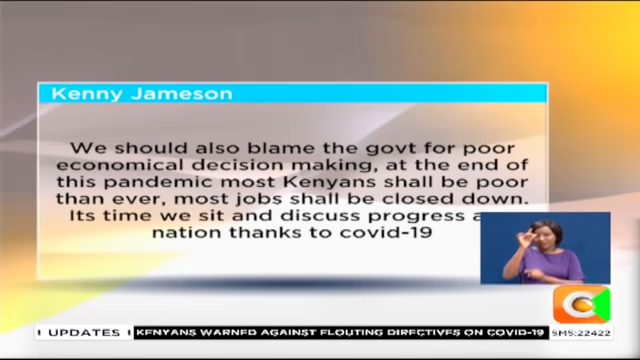 Kenny Jameson
We should also blame the govt for poor
economical decision making, at the end of
this pandemic most Kenyans shall be poor
than ever, most jobs shall be closed down.
Its time we sit and discuss progress a
nation thanks to covid-19
UPDATES
KENYANS WARNED AGAINST FLOUTING DIRECTIVES ON COVID-19
SMS:22422